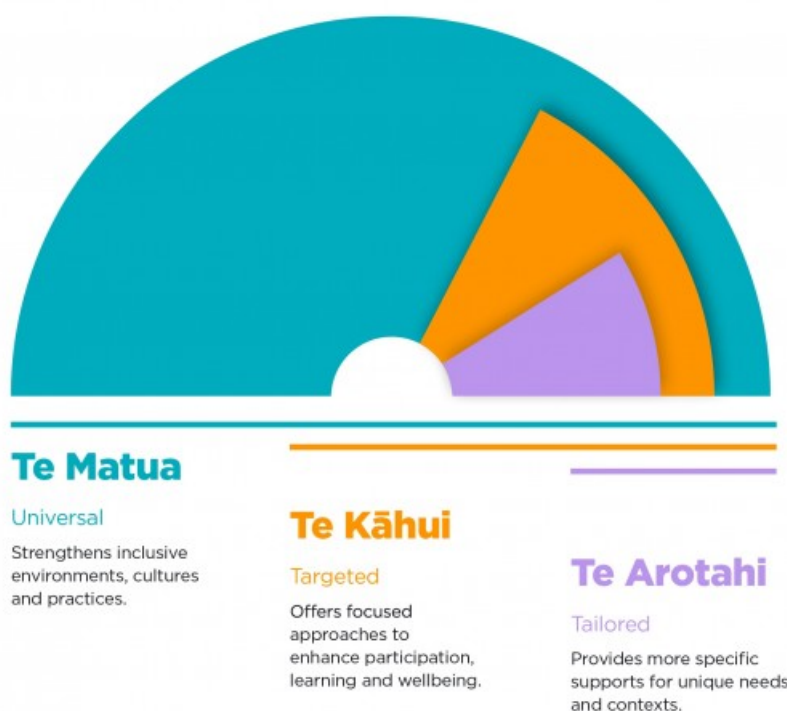 Te Matua
Universal
Strengthens inclusive
environments, cultures
and practices.
Te Kāhui
Targeted
Offers focused
approaches to
enhance participation,
learning and wellbeing.
Te Arotahi
Tailored
Provides more specific
supports for unique needs
and contexts.